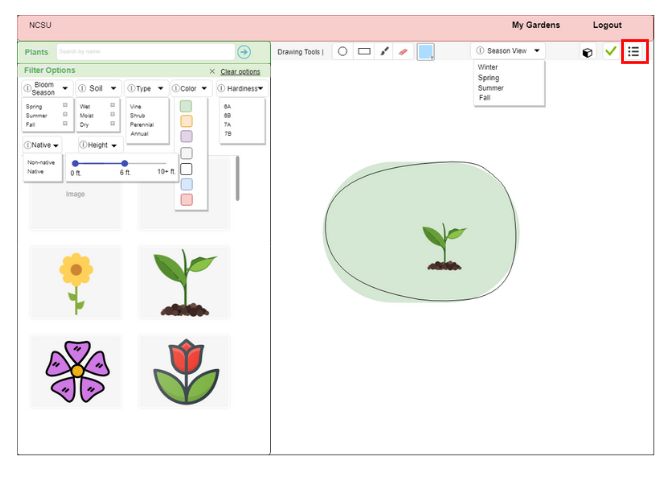 NCSU My Gardens Logout
Plants Search by name Drawing Tools | Season View
Filter Options × Clear options
Bloom Season Soil Type Color Hardiness
Spring
Summer
Fall
Wet
Moist
Dry
Vine
Shrub
Perennial
Annual
6A
6B
7A
7B
Winter
Spring
Summer
Fall
Native Height
Non-native
Native
0 ft. 6 ft. 10+ ft.
Image